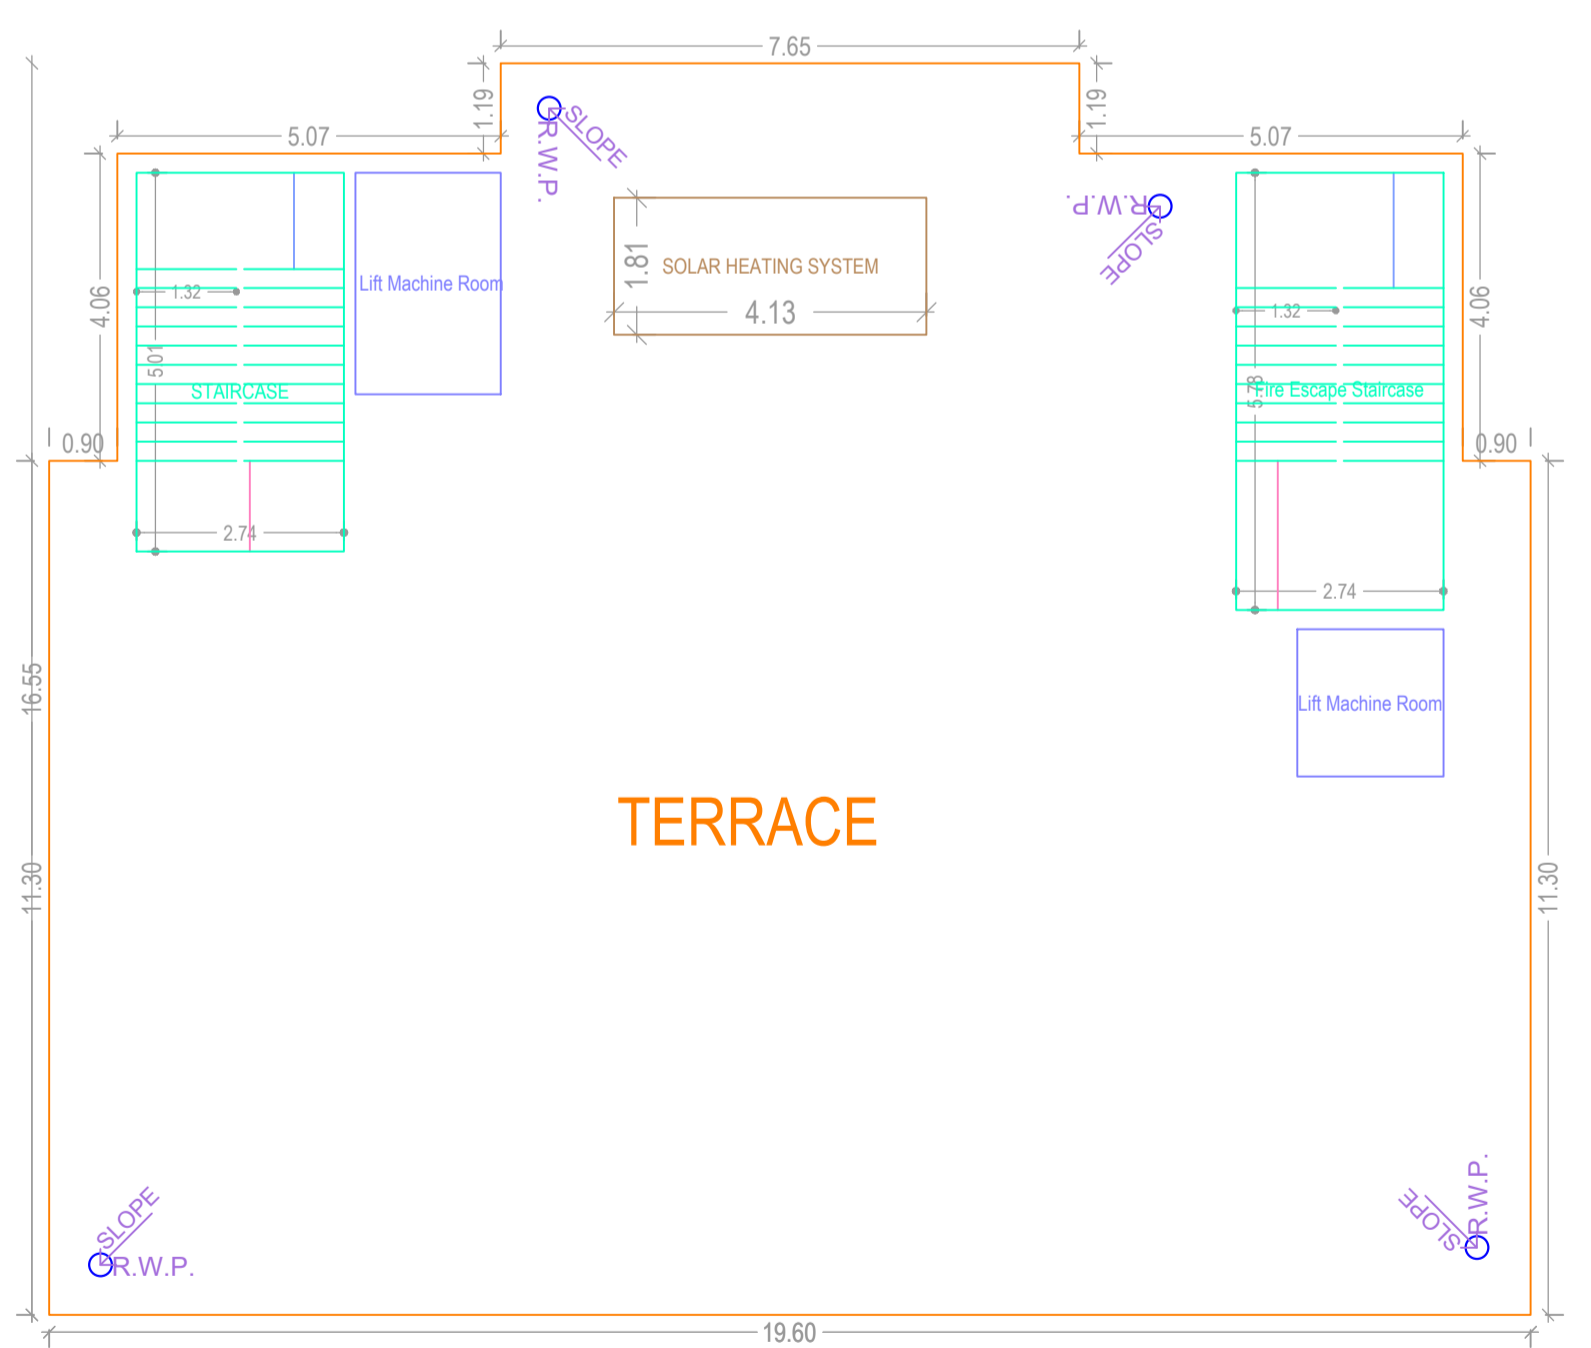 7.65
1.19
1.19
5.07
5.07
SLOPE
R.W.P.
R.W.P.
SLOPE
4.06
1.32
5.01
STAIRCASE
2.74
Lift Machine Room
1.81
SOLAR HEATING SYSTEM
4.13
1.32
5.78
Fire Escape Staircase
2.74
4.06
0.90
0.90
Lift Machine Room
16.55
11.30
TERRACE
11.30
SLOPE
R.W.P.
SLOPE
R.W.P.
19.60